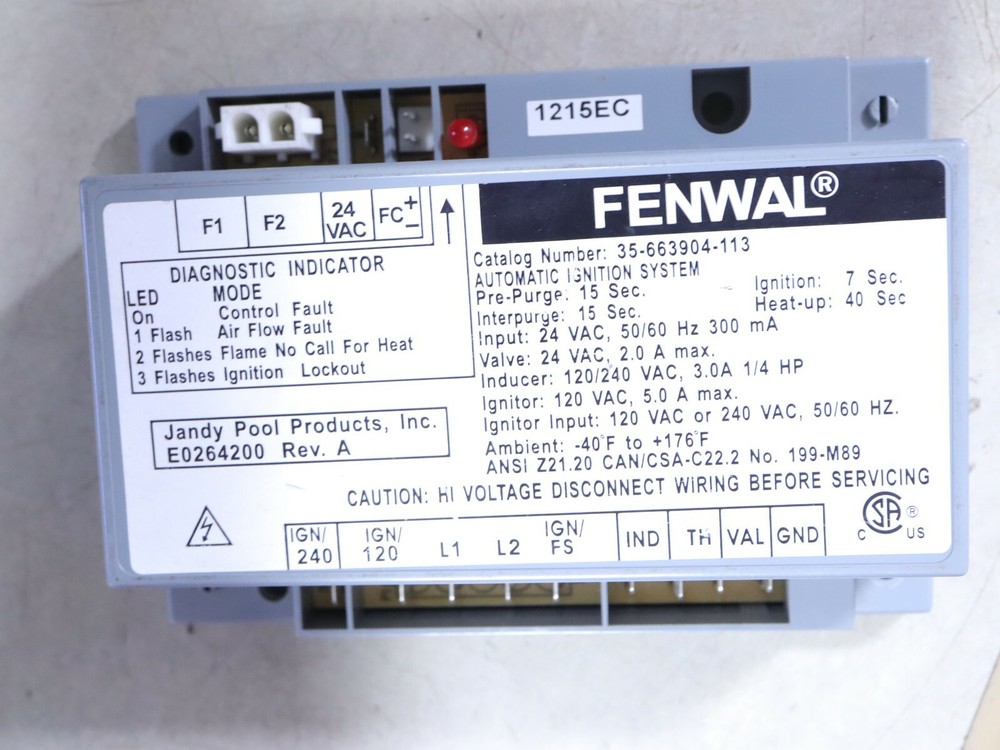 1215EC
FENWAL®
F1 F2 24 VAC FC + -
DIAGNOSTIC INDICATOR
LED MODE
On Control Fault
1 Flash Air Flow Fault
2 Flashes Flame No Call For Heat
3 Flashes Ignition Lockout
Jandy Pool Products, Inc.
E0264200 Rev. A
Catalog Number: 35-663904-113
AUTOMATIC IGNITION SYSTEM
Pre-Purge: 15 Sec. Ignition: 7 Sec.
Interpurge: 15 Sec. Heat-up: 40 Sec
Input: 24 VAC, 50/60 Hz 300 mA
Valve: 24 VAC, 2.0 A max.
Inducer: 120/240 VAC, 3.0A 1/4 HP
Ignitor: 120 VAC, 5.0 A max.
Ignitor Input: 120 VAC or 240 VAC, 50/60 HZ.
Ambient: -40°F to +176°F
ANSI Z21.20 CAN/CSA-C22.2 No. 199-M89
CAUTION: HI VOLTAGE DISCONNECT WIRING BEFORE SERVICING
IGN/240 IGN/120 L1 L2 IGN/FS IND TH VAL GND
C SA ® US